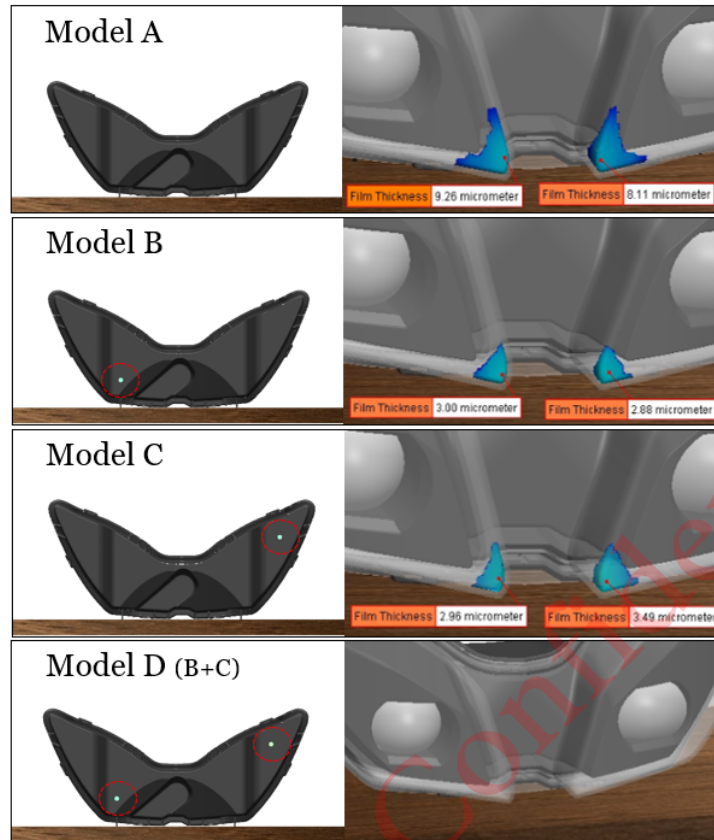 Model A
Film Thickness 9.26 micrometer
Film Thickness 8.11 micrometer
Model B
Film Thickness 3.00 micrometer
Film Thickness 2.88 micrometer
Model C
Film Thickness 2.96 micrometer
Film Thickness 3.49 micrometer
Model D (B+C)
Confide